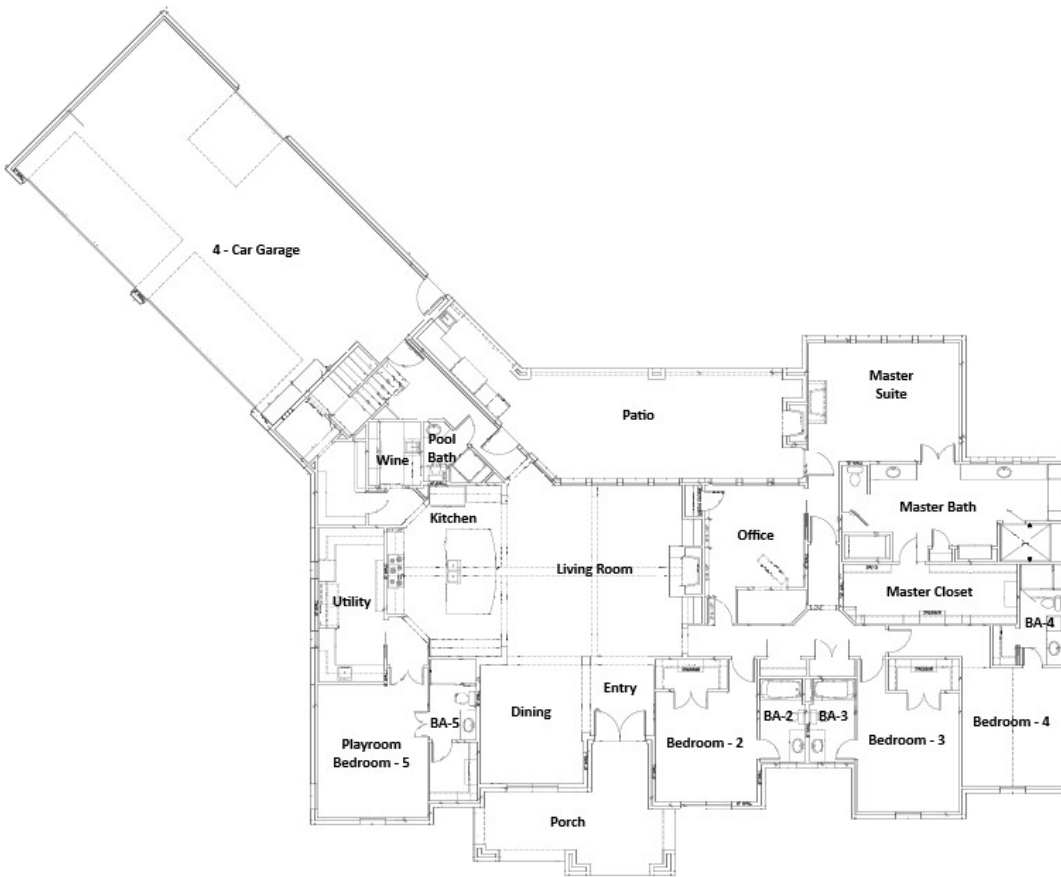 4 - Car Garage
Master
Suite
Patio
Pool
Bath
Wine
Master Bath
Kitchen
Office
Living Room
Master Closet
Utility
BA-4
Entry
Dining
BA-5
BA-2
BA-3
Bedroom - 4
Bedroom - 2
Bedroom - 3
Playroom
Bedroom - 5
Porch